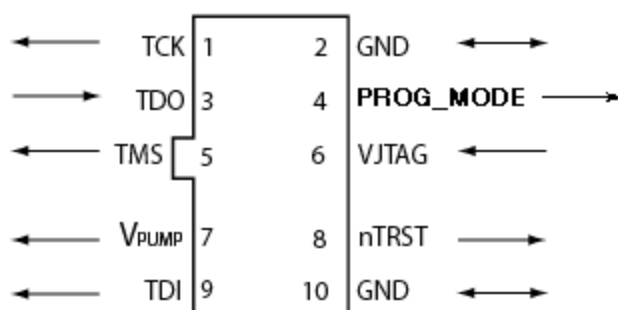 TCK 1 2 GND
TDO 3 4 PROG_MODE
TMS 5 6 VJTAG
VPUMP 7 8 nTRST
TDI 9 10 GND